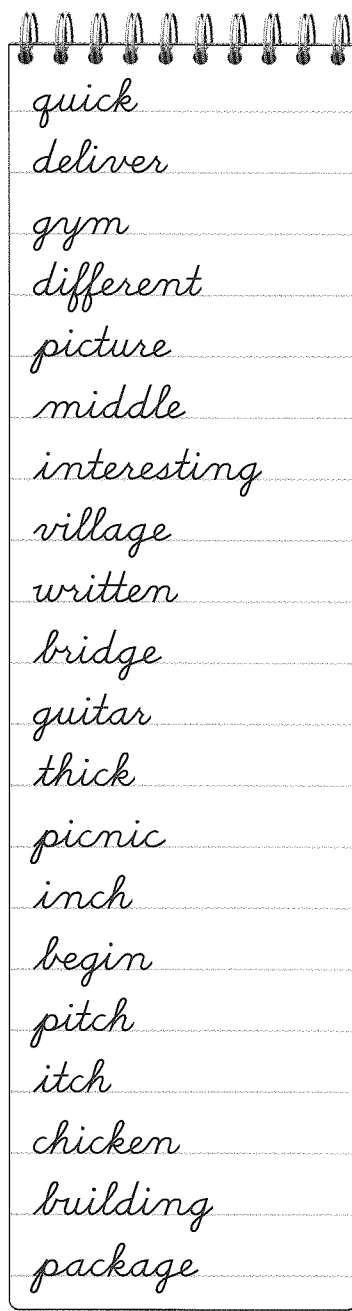 quick
deliver
gym
different
picture
middle
interesting
village
written
bridge
guitar
thick
picnic
inch
begin
pitch
itch
chicken
building
package